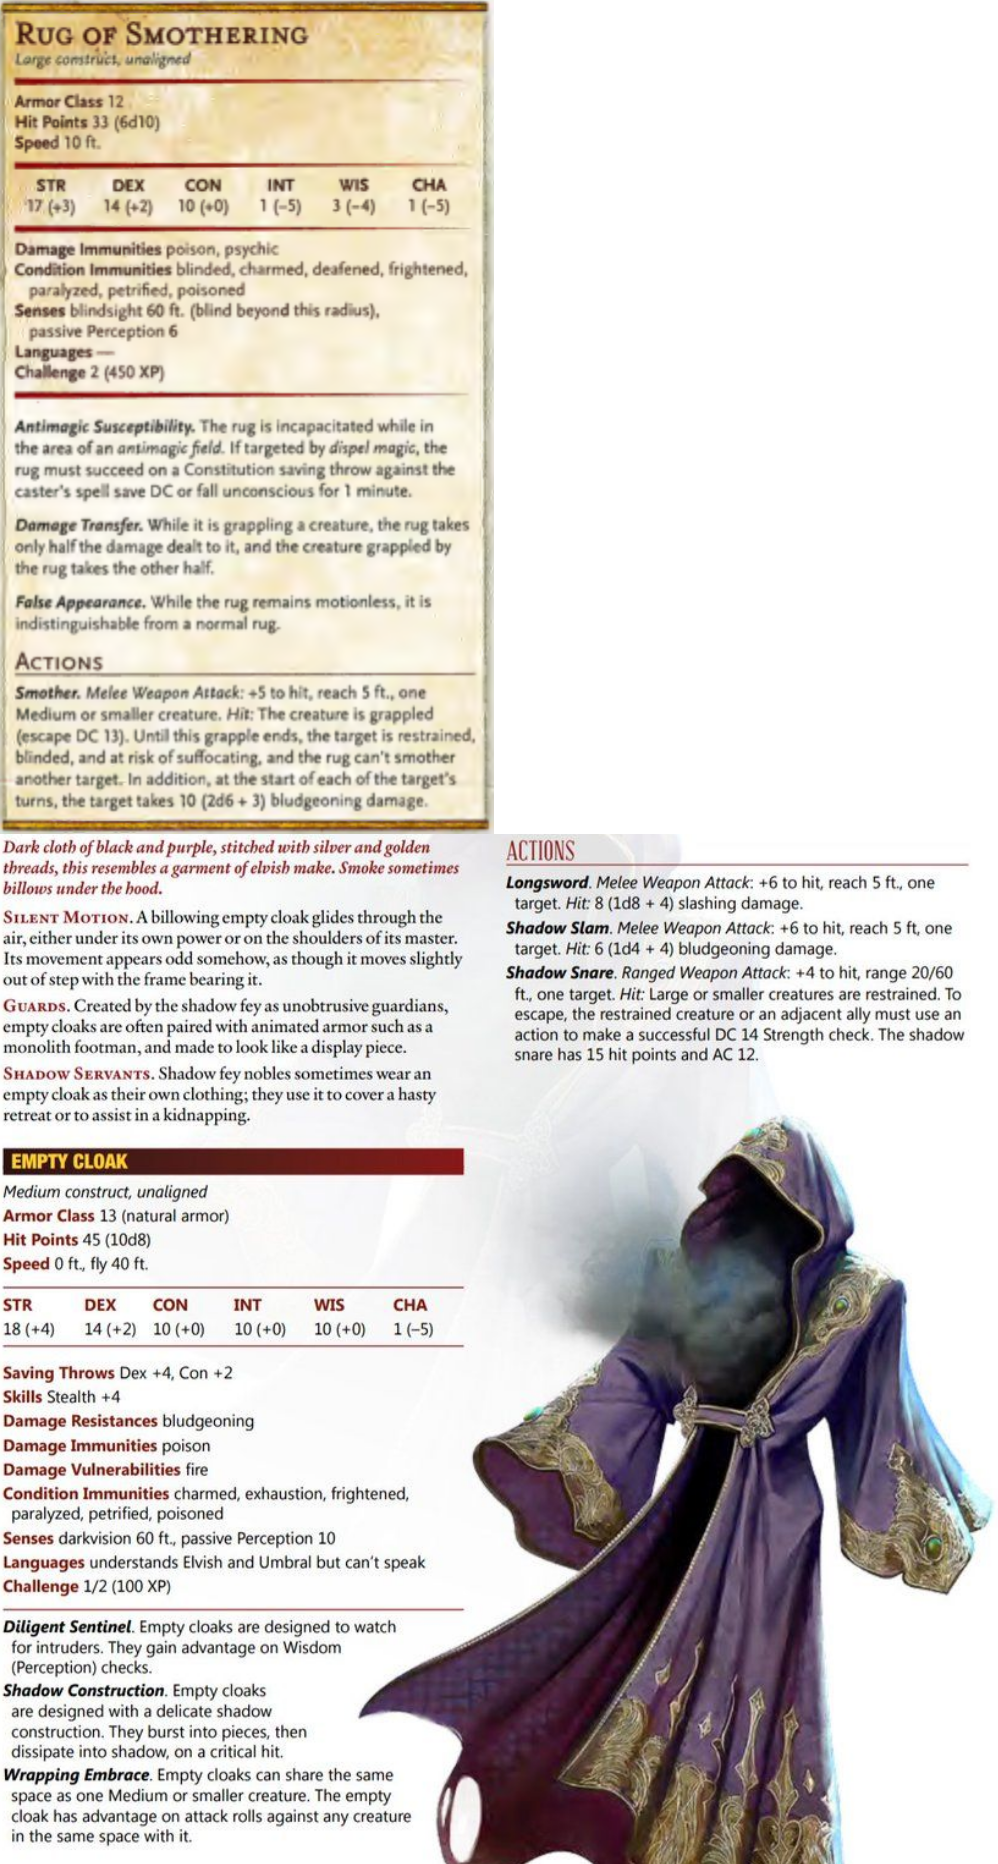 RUG OF SMOTHERING
Large construct, unaligned
Armor Class 12
Hit Points 33 (6d10)
Speed 10 ft.
STR DEX CON INT WIS CHA
17 (+3) 14 (+2) 10 (+0) 1 (−5) 3 (−4) 1 (−5)
Damage Immunities poison, psychic
Condition Immunities blinded, charmed, deafened, frightened,
paralyzed, petrified, poisoned
Senses blindsight 60 ft. (blind beyond this radius),
passive Perception 6
Languages —
Challenge 2 (450 XP)
Antimagic Susceptibility. The rug is incapacitated while in
the area of an antimagic field. If targeted by dispel magic, the
rug must succeed on a Constitution saving throw against the
caster's spell save DC or fall unconscious for 1 minute.
Damage Transfer. While it is grappling a creature, the rug takes
only half the damage dealt to it, and the creature grappled by
the rug takes the other half.
False Appearance. While the rug remains motionless, it is
indistinguishable from a normal rug.
ACTIONS
Smother. Melee Weapon Attack: +5 to hit, reach 5 ft., one
Medium or smaller creature. Hit: The creature is grappled
(escape DC 13). Until this grapple ends, the target is restrained,
blinded, and at risk of suffocating, and the rug can't smother
another target. In addition, at the start of each of the target's
turns, the target takes 10 (2d6 + 3) bludgeoning damage.
Dark cloth of black and purple, stitched with silver and golden
threads, this resembles a garment of elvish make. Smoke sometimes
billows under the hood.
SILENT MOTION. A billowing empty cloak glides through the
air, either under its own power or on the shoulders of its master.
Its movement appears odd somehow, as though it moves slightly
out of step with the frame bearing it.
GUARDS. Created by the shadow fey as unobtrusive guardians,
empty cloaks are often paired with animated armor such as a
monolith footman, and made to look like a display piece.
SHADOW SERVANTS. Shadow fey nobles sometimes wear an
empty cloak as their own clothing; they use it to cover a hasty
retreat or to assist in a kidnapping.
EMPTY CLOAK
Medium construct, unaligned
Armor Class 13 (natural armor)
Hit Points 45 (10d8)
Speed 0 ft., fly 40 ft.
STR DEX CON INT WIS CHA
18 (+4) 14 (+2) 10 (+0) 10 (+0) 10 (+0) 1 (−5)
Saving Throws Dex +4, Con +2
Skills Stealth +4
Damage Resistances bludgeoning
Damage Immunities poison
Damage Vulnerabilities fire
Condition Immunities charmed, exhaustion, frightened,
paralyzed, petrified, poisoned
Senses darkvision 60 ft., passive Perception 10
Languages understands Elvish and Umbral but can't speak
Challenge 1/2 (100 XP)
Diligent Sentinel. Empty cloaks are designed to watch
for intruders. They gain advantage on Wisdom
(Perception) checks.
Shadow Construction. Empty cloaks
are designed with a delicate shadow
construction. They burst into pieces, then
dissipate into shadow, on a critical hit.
Wrapping Embrace. Empty cloaks can share the same
space as one Medium or smaller creature. The empty
cloak has advantage on attack rolls against any creature
in the same space with it.
ACTIONS
Longsword. Melee Weapon Attack: +6 to hit, reach 5 ft., one
target. Hit: 8 (1d8 + 4) slashing damage.
Shadow Slam. Melee Weapon Attack: +6 to hit, reach 5 ft, one
target. Hit: 6 (1d4 + 4) bludgeoning damage.
Shadow Snare. Ranged Weapon Attack: +4 to hit, range 20/60
ft., one target. Hit: Large or smaller creatures are restrained. To
escape, the restrained creature or an adjacent ally must use an
action to make a successful DC 14 Strength check. The shadow
snare has 15 hit points and AC 12.